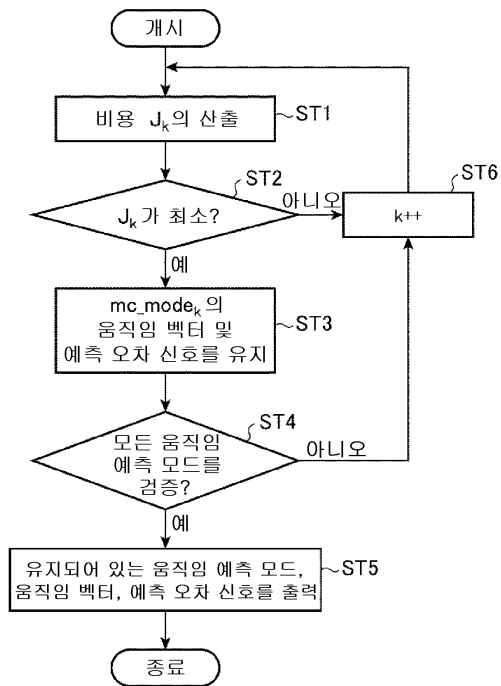 개시
비용 Jk의 산출
ST1
ST2
Jk가 최소?
아니오
ST6
k++
예
mc_modek의
움직임 벡터 및
예측 오차 신호를 유지
ST3
ST4
모든 움직임
예측 모드를
검증?
아니오
예
유지되어 있는 움직임 예측 모드,
움직임 벡터, 예측 오차 신호를 출력
ST5
종료